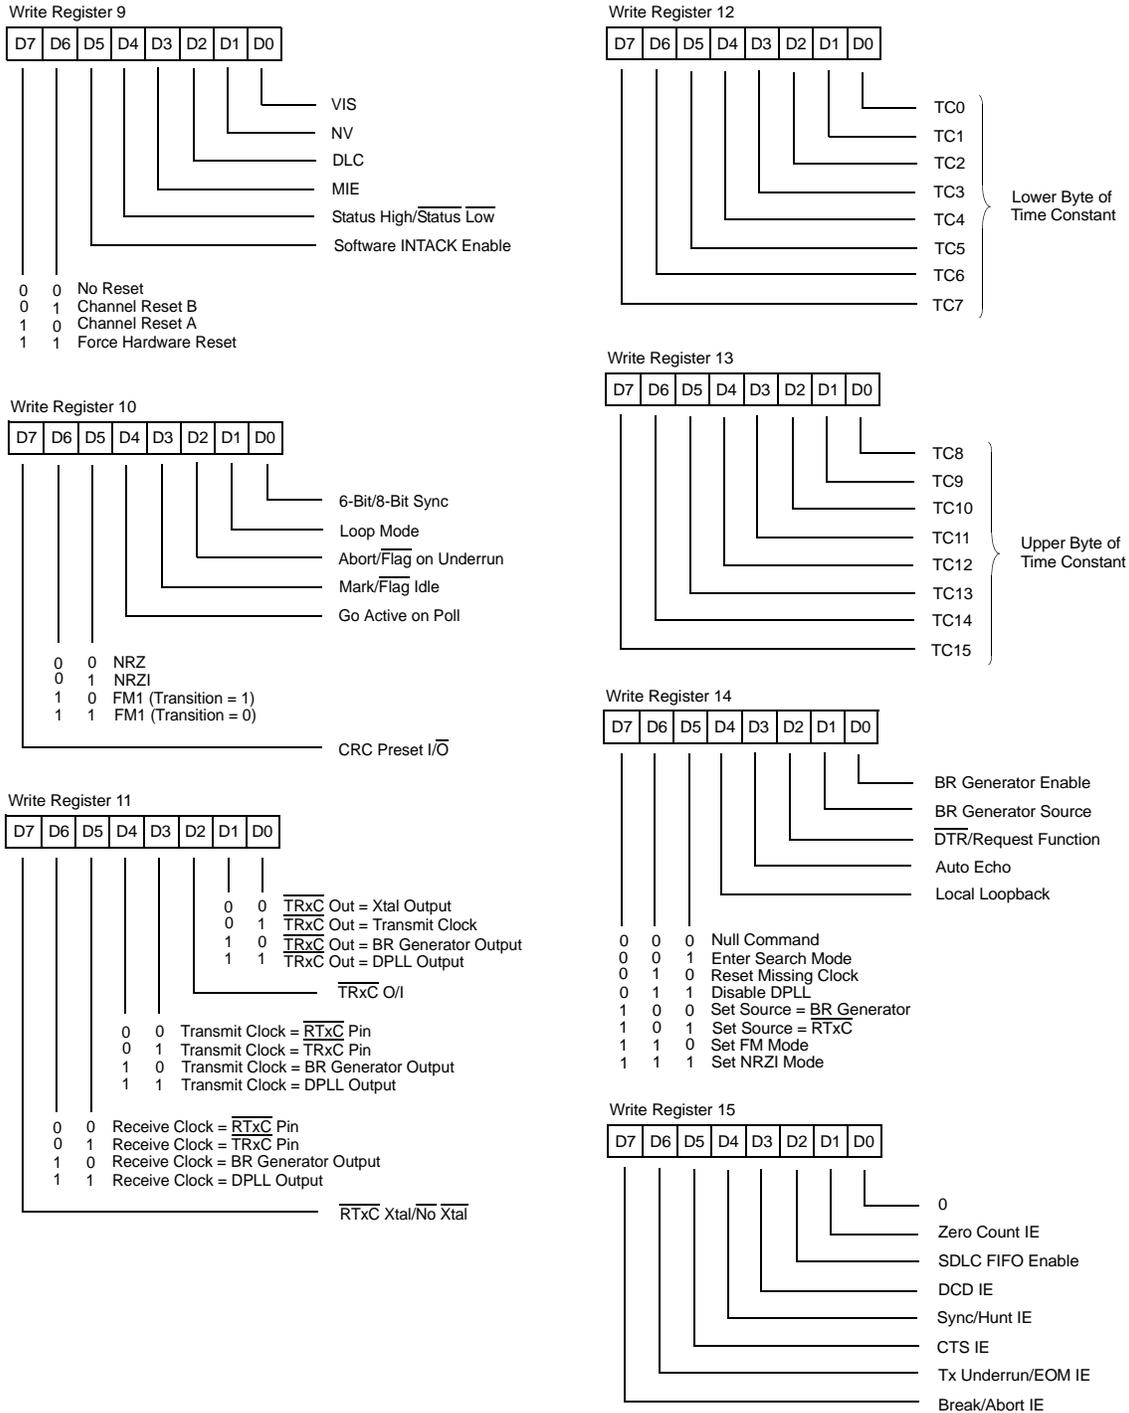 Write Register 9
D7 D6 D5 D4 D3 D2 D1 D0
VIS
NV
DLC
MIE
Status High/Status Low
Software INTACK Enable
0 0 No Reset
0 1 Channel Reset B
1 0 Channel Reset A
1 1 Force Hardware Reset
Write Register 10
D7 D6 D5 D4 D3 D2 D1 D0
6-Bit/8-Bit Sync
Loop Mode
Abort/Flag on Underrun
Mark/Flag Idle
Go Active on Poll
0 0 NRZ
0 1 NRZI
1 0 FM1 (Transition = 1)
1 1 FM1 (Transition = 0)
CRC Preset I/O
Write Register 11
D7 D6 D5 D4 D3 D2 D1 D0
0 0 TRxC Out = Xtal Output
0 1 TRxC Out = Transmit Clock
1 0 TRxC Out = BR Generator Output
1 1 TRxC Out = DPLL Output
TRxC O/I
0 0 Transmit Clock = RTxC Pin
0 1 Transmit Clock = TRxC Pin
1 0 Transmit Clock = BR Generator Output
1 1 Transmit Clock = DPLL Output
0 0 Receive Clock = RTxC Pin
0 1 Receive Clock = TRxC Pin
1 0 Receive Clock = BR Generator Output
1 1 Receive Clock = DPLL Output
RTxC Xtal/No Xtal
Write Register 12
D7 D6 D5 D4 D3 D2 D1 D0
TC0
TC1
TC2
TC3
TC4
TC5
TC6
TC7
Lower Byte of
Time Constant
Write Register 13
D7 D6 D5 D4 D3 D2 D1 D0
TC8
TC9
TC10
TC11
TC12
TC13
TC14
TC15
Upper Byte of
Time Constant
Write Register 14
D7 D6 D5 D4 D3 D2 D1 D0
BR Generator Enable
BR Generator Source
DTR/Request Function
Auto Echo
Local Loopback
0 0 0 Null Command
0 0 1 Enter Search Mode
0 1 0 Reset Missing Clock
0 1 1 Disable DPLL
1 0 0 Set Source = BR Generator
1 0 1 Set Source = RTxC
1 1 0 Set FM Mode
1 1 1 Set NRZI Mode
Write Register 15
D7 D6 D5 D4 D3 D2 D1 D0
0
Zero Count IE
SDLC FIFO Enable
DCD IE
Sync/Hunt IE
CTS IE
Tx Underrun/EOM IE
Break/Abort IE